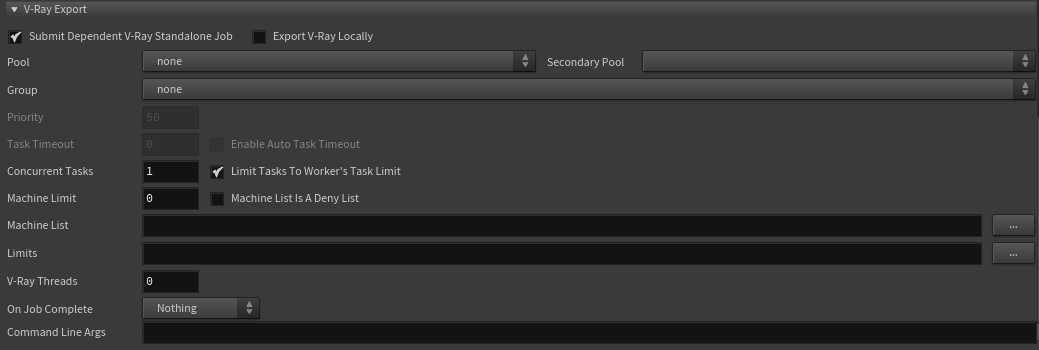 V-Ray Export
Submit Dependent V-Ray Standalone Job Export V-Ray Locally
Pool none Secondary Pool
Group none
Priority 50
Task Timeout 0 Enable Auto Task Timeout
Concurrent Tasks 1 Limit Tasks To Worker's Task Limit
Machine Limit 0 Machine List Is A Deny List
Machine List ...
Limits ...
V-Ray Threads 0
On Job Complete Nothing
Command Line Args